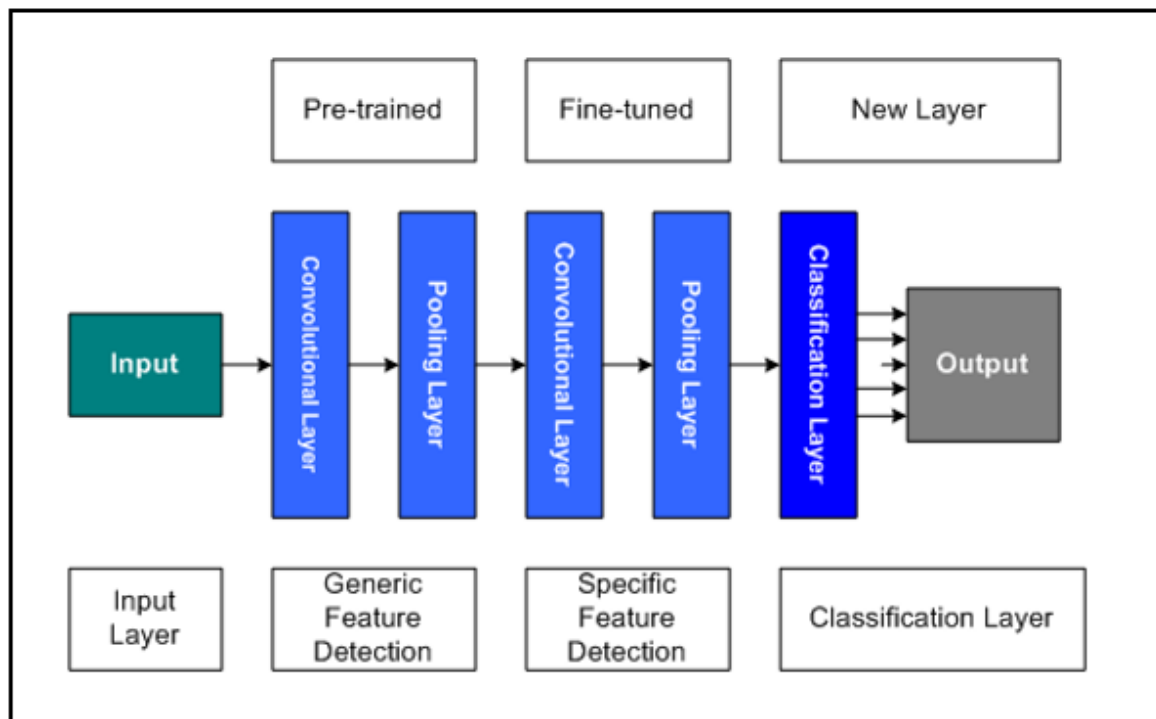 Pre-trained
Fine-tuned
New Layer
Input
Convolutional Layer
Pooling Layer
Convolutional Layer
Pooling Layer
Classification Layer
Output
Input
Layer
Generic
Feature
Detection
Specific
Feature
Detection
Classification Layer